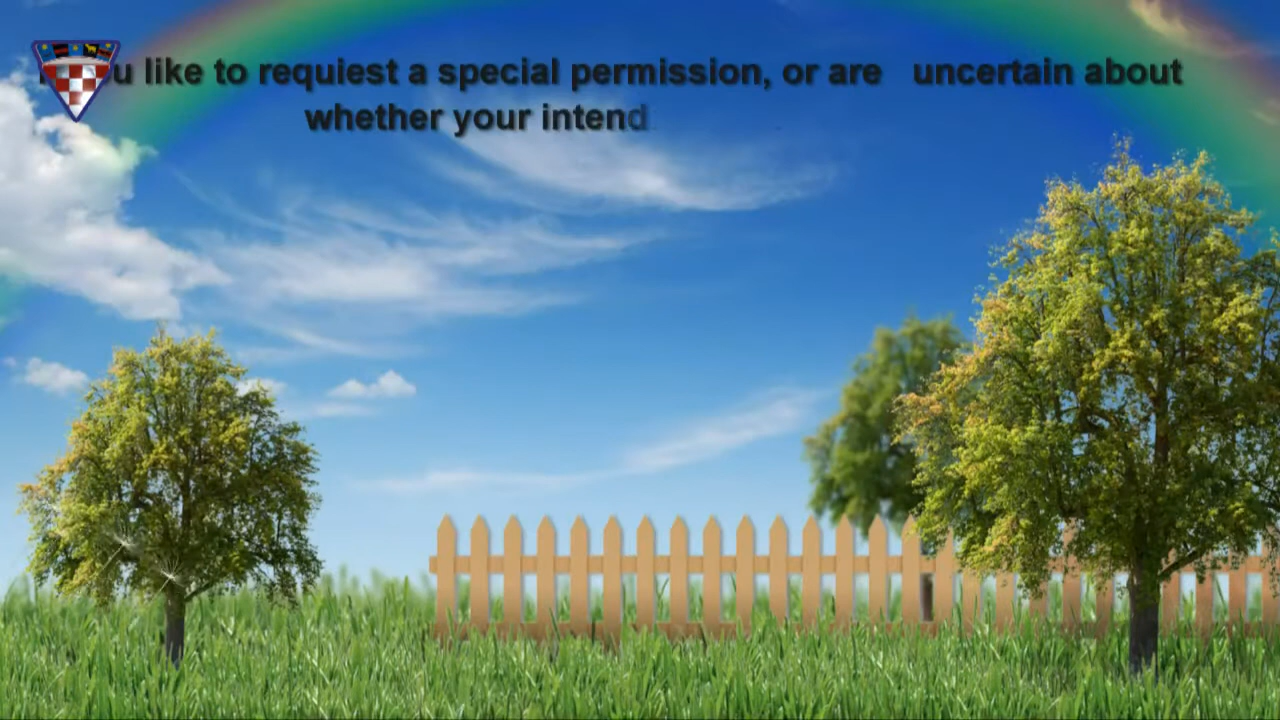 u like to requiest a special permission, or are uncertain about
whether your intend